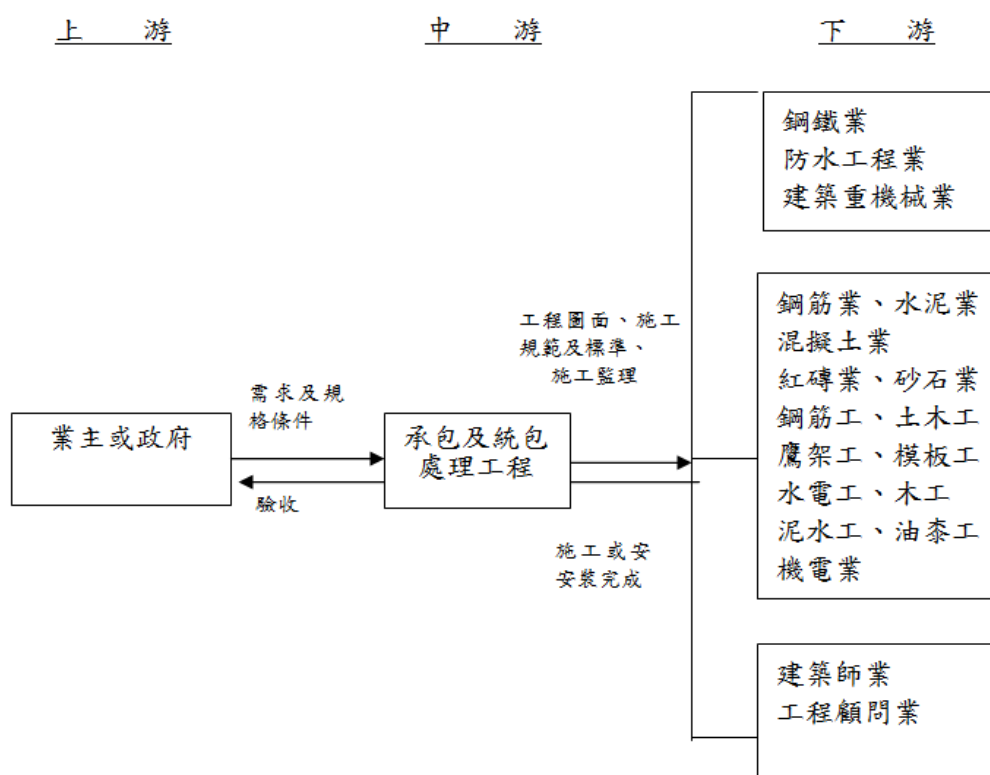 上 游
中 游
下 游
鋼鐵業
防水工程業
建築重機械業
工程圖面、施工
規範及標準、
施工監理
鋼筋業、水泥業
混擬土業
紅磚業、砂石業
鋼筋工、土木工
鷹架工、模板工
水電工、木工
泥水工、油漆工
機電業
需求及規
格條件
業主或政府
承包及統包
處理工程
驗收
施工或安
安裝完成
建築師業
工程顧問業